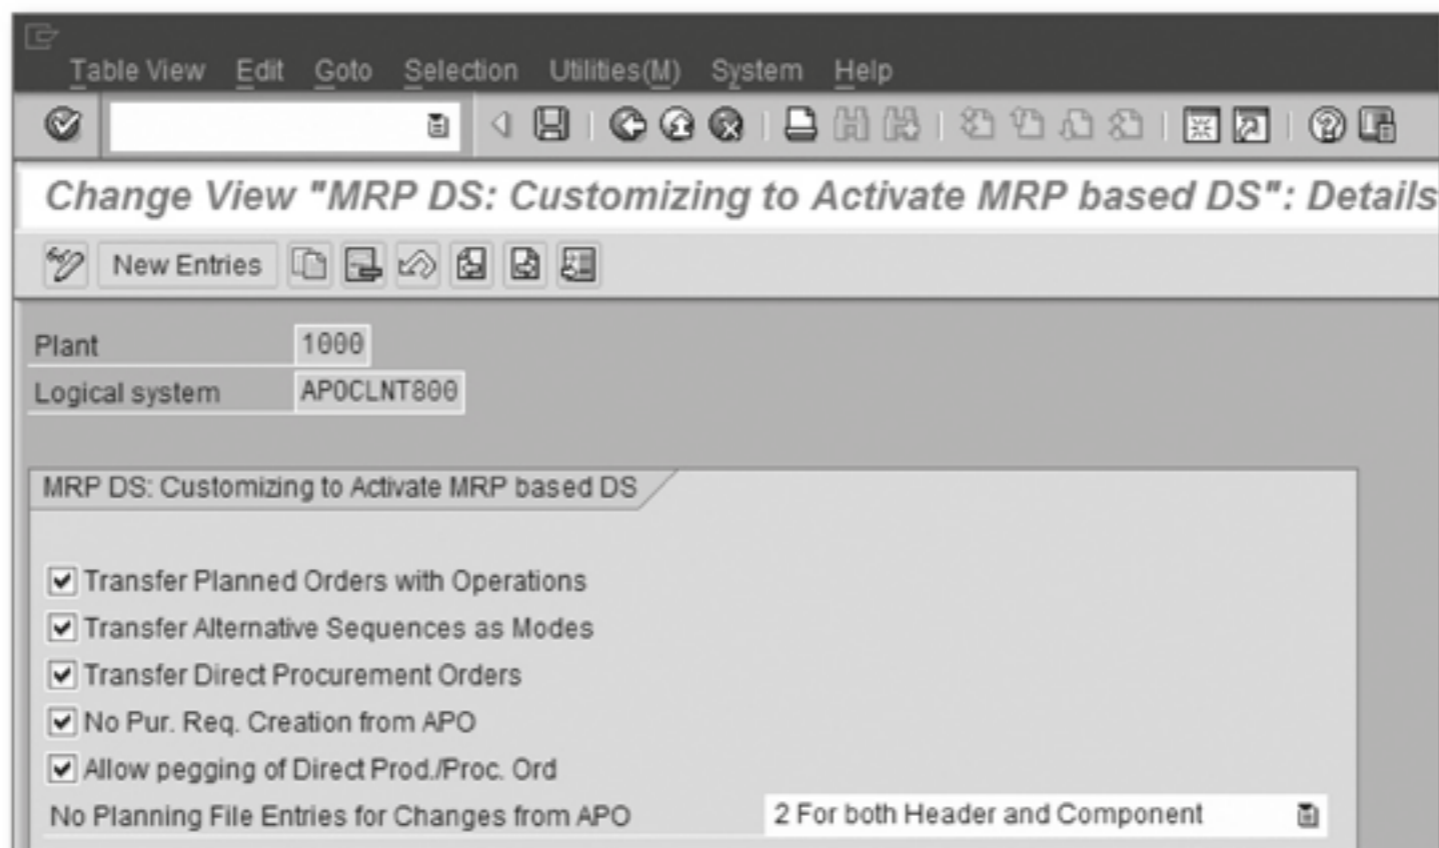 Table View Edit Goto Selection Utilities(M) System Help
Change View "MRP DS: Customizing to Activate MRP based DS": Details
New Entries
Plant 1000
Logical system APOCLNT800
MRP DS: Customizing to Activate MRP based DS
Transfer Planned Orders with Operations
Transfer Alternative Sequences as Modes
Transfer Direct Procurement Orders
No Pur. Req. Creation from APO
Allow pegging of Direct Prod./Proc. Ord
No Planning File Entries for Changes from APO 2 For both Header and Component